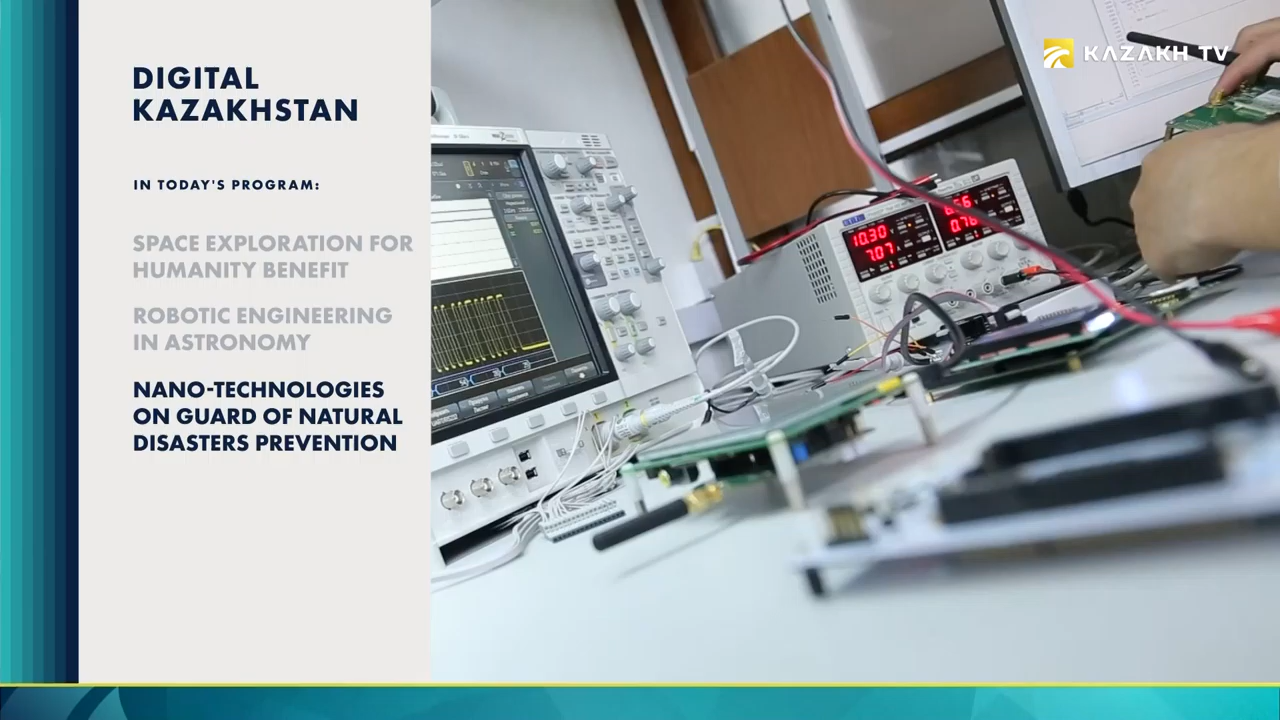 DIGITAL
KAZAKHSTAN
IN TODAY'S PROGRAM:
SPACE EXPLORATION FOR
HUMANITY BENEFIT
ROBOTIC ENGINEERING
IN ASTRONOMY
NANO-TECHNOLOGIES
ON GUARD OF NATURAL
DISASTERS PREVENTION
KAZAKH TV
10.30
7.07